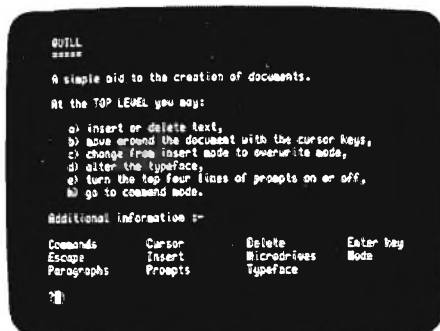 QUILL
=====
A simple aid to the creation of documents.
At the TOP LEVEL you may:
a) insert or delete text,
b) move around the document with the cursor keys,
c) change from insert mode to overwrite mode,
d) alter the typeface,
e) turn the top four lines of prompts on or off,
go to command mode.
Additional information :-
Commands Cursor Delete Enter key
Escape Insert Microdrives Mode
Paragraphs Prompts Typeface
?